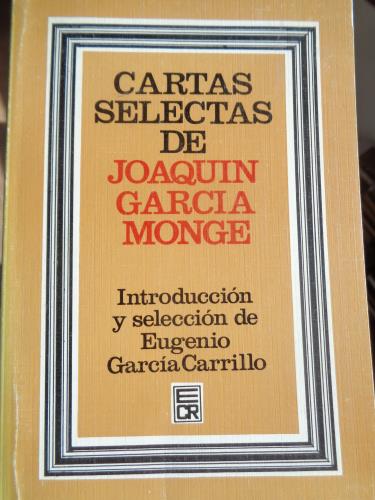 CARTAS
SELECTAS
DE
JOAQUIN
GARCIA
MONGE
Introducción
y selección de
Eugenio
García Carrillo
ECR